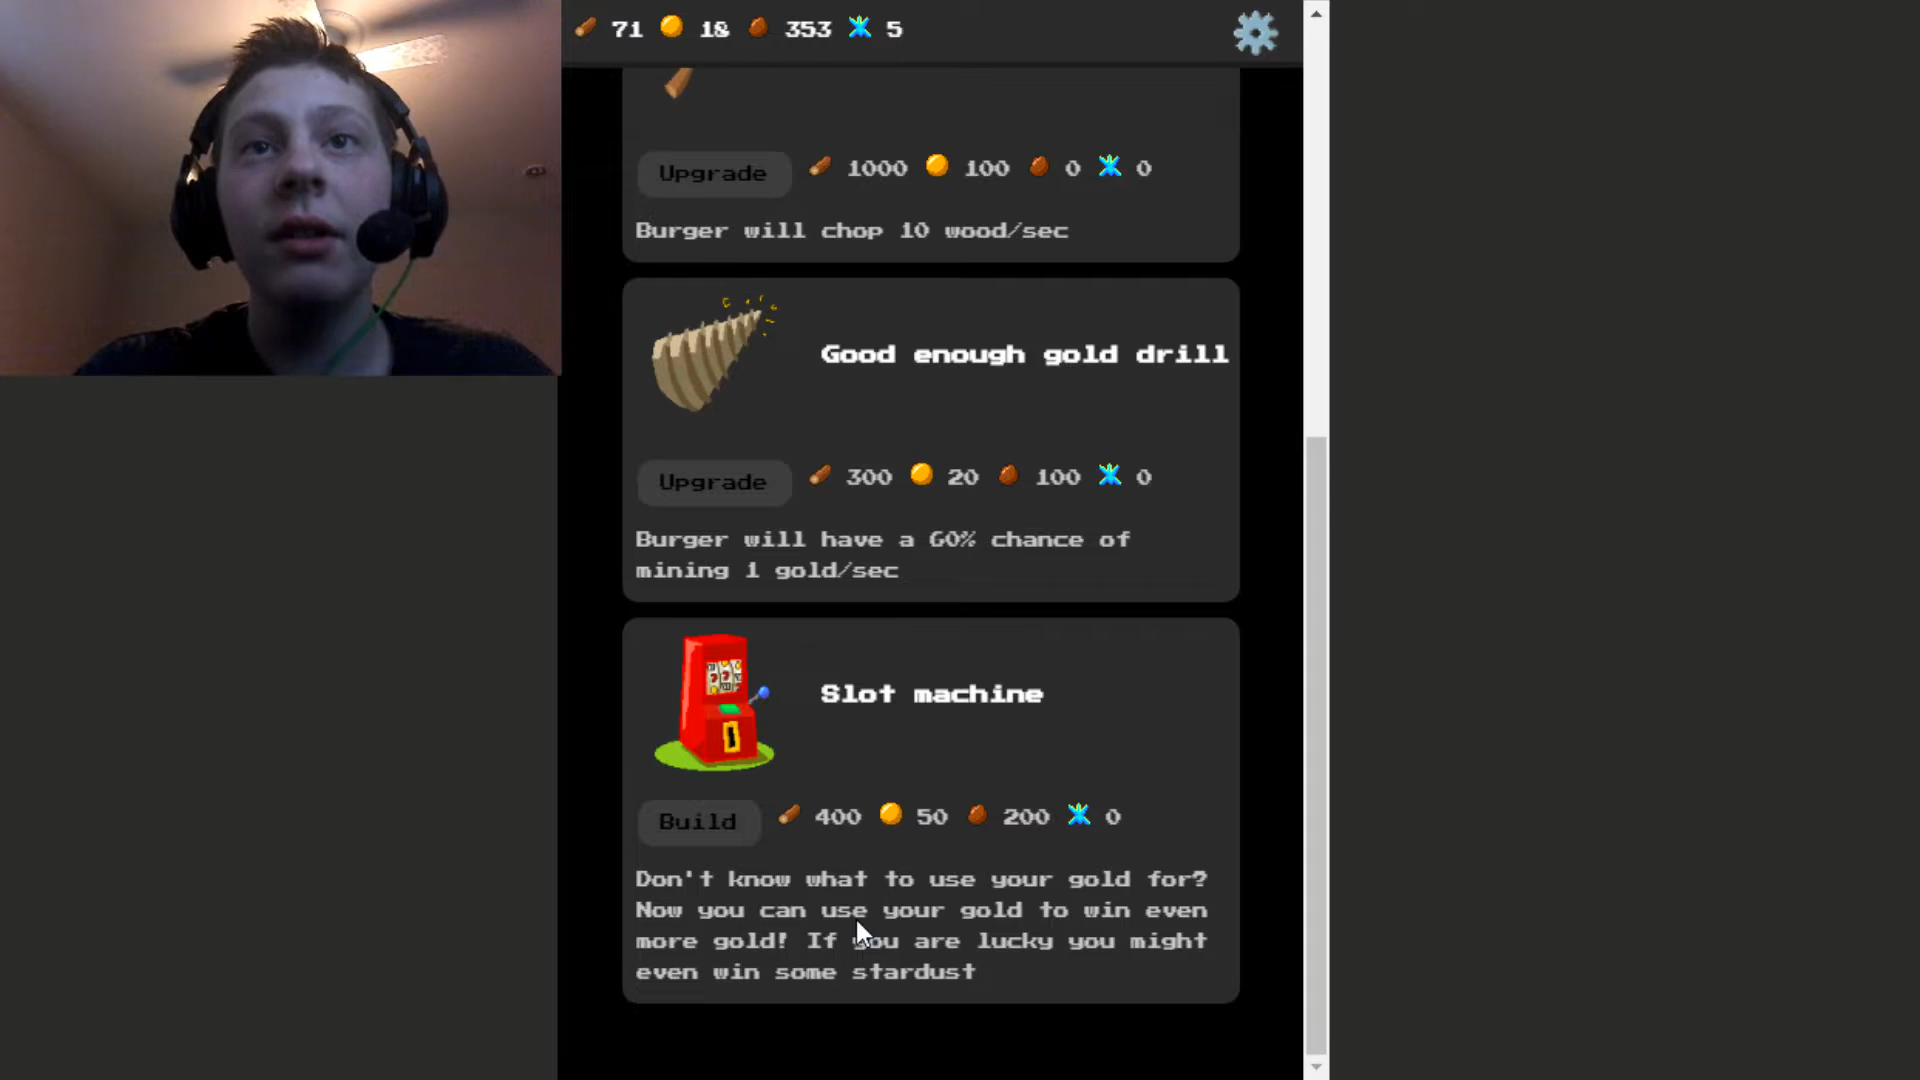 71 18 353 5
Upgrade 1000 100 0 0
Burger will chop 10 wood/sec
Good enough gold drill
Upgrade 300 20 100 0
Burger will have a 60% chance of
mining 1 gold/sec
Slot machine
Build 400 50 200 0
Don't know what to use your gold for?
Now you can use your gold to win even
more gold! If you are lucky you might
even win some stardust